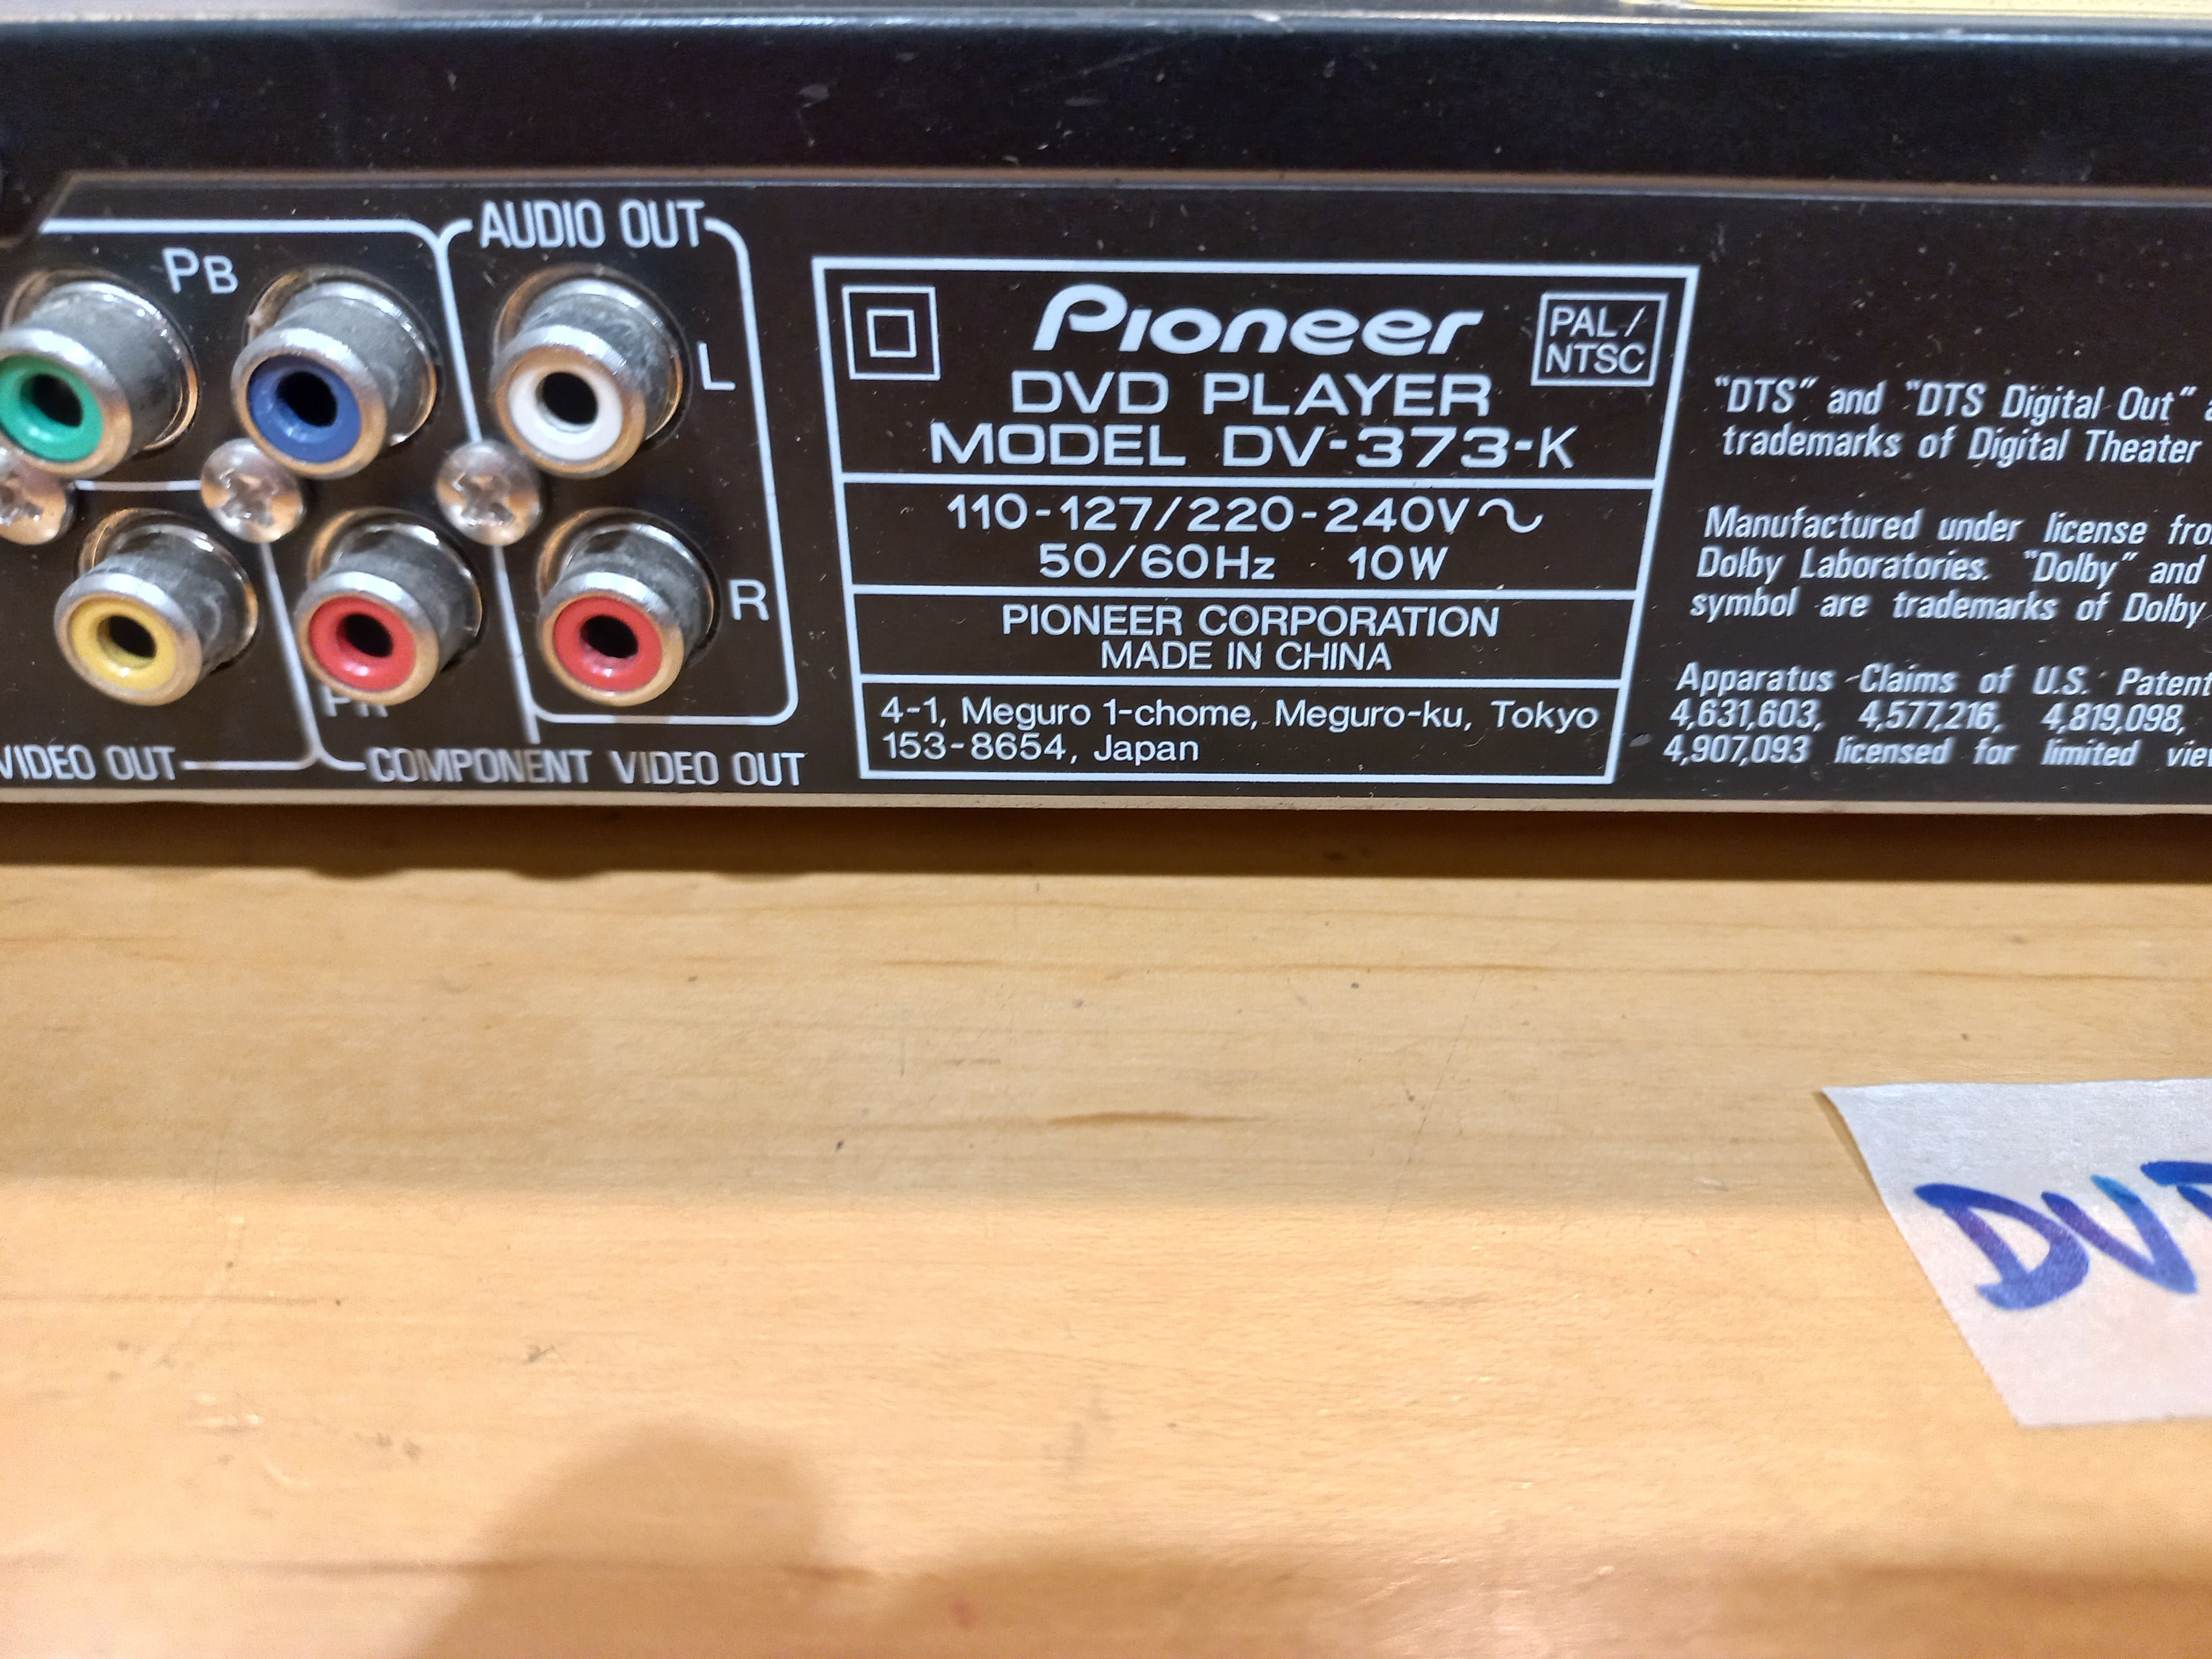 AUDIO OUT
PB
L
R
PR
VIDEO OUT
COMPONENT VIDEO OUT
Pioneer
PAL/
NTSC
DVD PLAYER
MODEL DV-373-K
110-127/220-240V~
50/60Hz 10W
PIONEER CORPORATION
MADE IN CHINA
4-1, Meguro 1-chome, Meguro-ku, Tokyo
153-8654, Japan
"DTS" and "DTS Digital Out"
trademarks of Digital Theater
Manufactured under license
Dolby Laboratories. "Dolby" and
symbol are trademarks of Dolby
Apparatus Claims of U.S. Patent
4,631,603, 4,577,216, 4,819,098,
4,907,093 licensed for limited